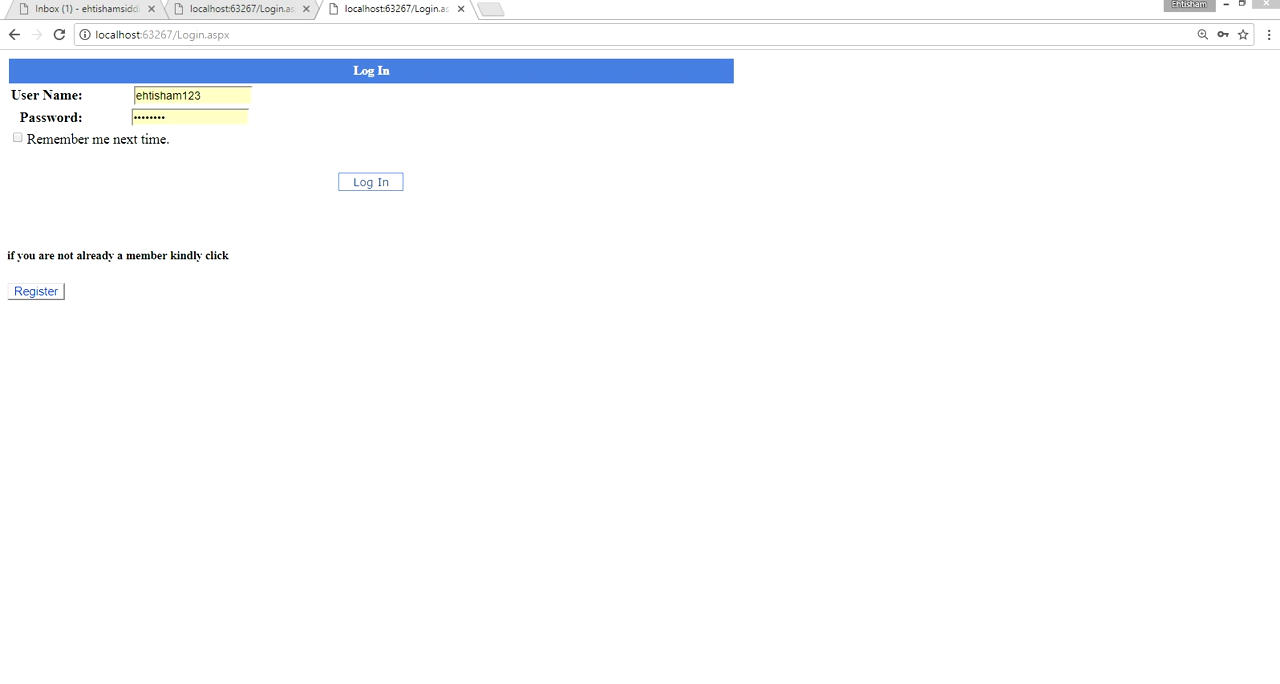 Inbox (1) - ehtishamsidd
localhost:63267/Login.as
localhost:63267/Login.as
Ehtisham
localhost:63267/Login.aspx
Log In
User Name: ehtisham123
Password: ••••••••
Remember me next time.
Log In
if you are not already a member kindly click
Register